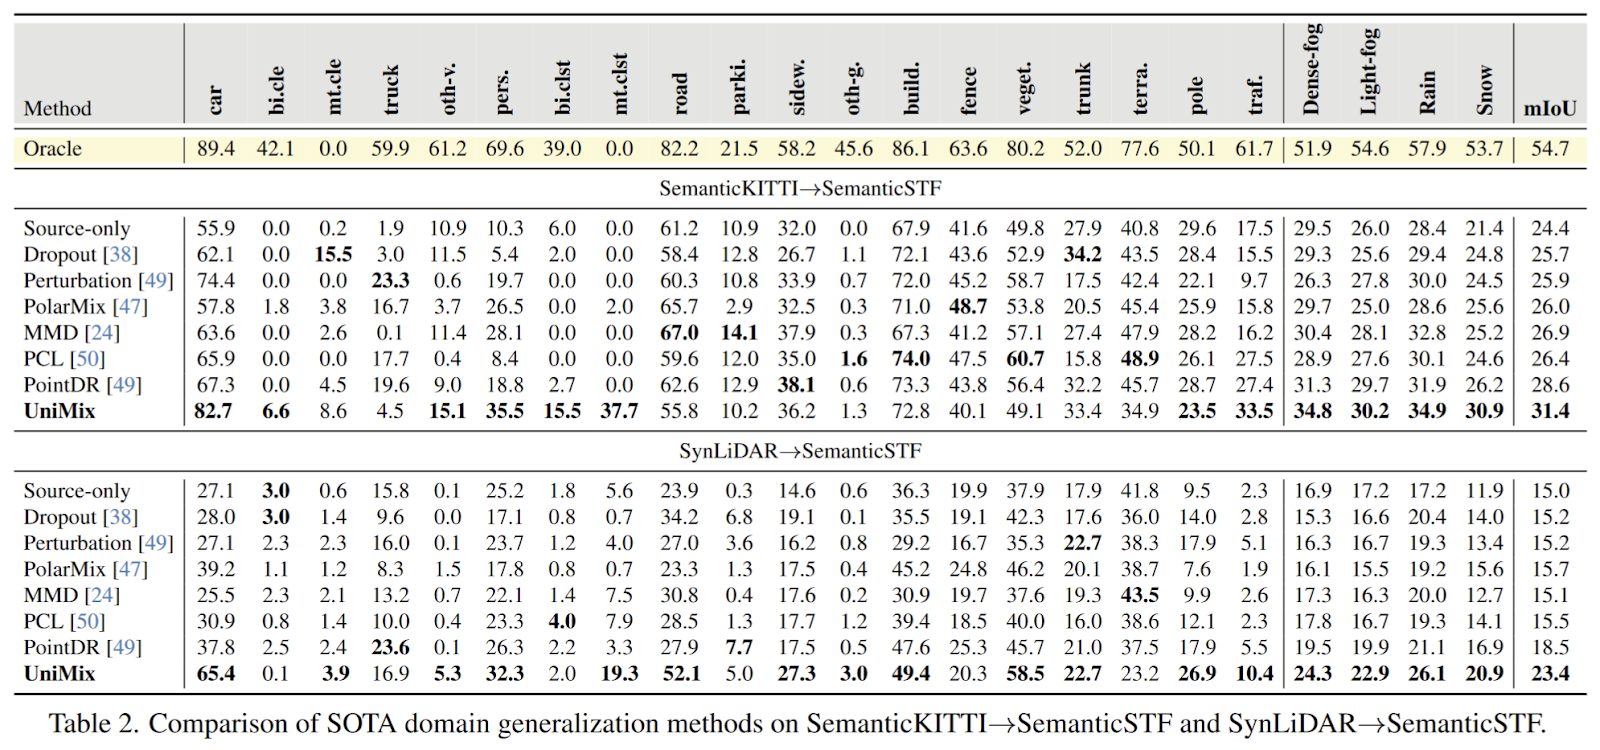 Method car bi.cle mt.cle truck oth-v. pers. bi.clst mt.clst road parki. sidew. oth-g. build. fence veget. trunk terra. pole traf. Dense-fog Light-fog Rain Snow mIoU
Oracle 89.4 42.1 0.0 59.9 61.2 69.6 39.0 0.0 82.2 21.5 58.2 45.6 86.1 63.6 80.2 52.0 77.6 50.1 61.7 51.9 54.6 57.9 53.7 54.7
SemanticKITTI→SemanticSTF
Source-only 55.9 0.0 0.2 1.9 10.9 10.3 6.0 0.0 61.2 10.9 32.0 0.0 67.9 41.6 49.8 27.9 40.8 29.6 17.5 29.5 26.0 28.4 21.4 24.4
Dropout [38] 62.1 0.0 15.5 3.0 11.5 5.4 2.0 0.0 58.4 12.8 26.7 1.1 72.1 43.6 52.9 34.2 43.5 28.4 15.5 29.3 25.6 29.4 24.8 25.7
Perturbation [49] 74.4 0.0 0.0 23.3 0.6 19.7 0.0 0.0 60.3 10.8 33.9 0.7 72.0 45.2 58.7 17.5 42.4 22.1 9.7 26.3 27.8 30.0 24.5 25.9
PolarMix [47] 57.8 1.8 3.8 16.7 3.7 26.5 0.0 2.0 65.7 2.9 32.5 0.3 71.0 48.7 53.8 20.5 45.4 25.9 15.8 29.7 25.0 28.6 25.6 26.0
MMD [24] 63.6 0.0 2.6 0.1 11.4 28.1 0.0 0.0 67.0 14.1 37.9 0.3 67.3 41.2 57.1 27.4 47.9 28.2 16.2 30.4 28.1 32.8 25.2 26.9
PCL [50] 65.9 0.0 0.0 17.7 0.4 8.4 0.0 0.0 59.6 12.0 35.0 1.6 74.0 47.5 60.7 15.8 48.9 26.1 27.5 28.9 27.6 30.1 24.6 26.4
PointDR [49] 67.3 0.0 4.5 19.6 9.0 18.8 2.7 0.0 62.6 12.9 38.1 0.6 73.3 43.8 56.4 32.2 45.7 28.7 27.4 31.3 29.7 31.9 26.2 28.6
UniMix 82.7 6.6 8.6 4.5 15.1 35.5 15.5 37.7 55.8 10.2 36.2 1.3 72.8 40.1 49.1 33.4 34.9 23.5 33.5 34.8 30.2 34.9 30.9 31.4
SynLiDAR→SemanticSTF
Source-only 27.1 3.0 0.6 15.8 0.1 25.2 1.8 5.6 23.9 0.3 14.6 0.6 36.3 19.9 37.9 17.9 41.8 9.5 2.3 16.9 17.2 17.2 11.9 15.0
Dropout [38] 28.0 3.0 1.4 9.6 0.0 17.1 0.8 0.7 34.2 6.8 19.1 0.1 35.5 19.1 42.3 17.6 36.0 14.0 2.8 15.3 16.6 20.4 14.0 15.2
Perturbation [49] 27.1 2.3 2.3 16.0 0.1 23.7 1.2 4.0 27.0 3.6 16.2 0.8 29.2 16.7 35.3 22.7 38.3 17.9 5.1 16.3 16.7 19.3 13.4 15.2
PolarMix [47] 39.2 1.1 1.2 8.3 1.5 17.8 0.8 0.7 23.3 1.3 17.5 0.4 45.2 24.8 46.2 20.1 38.7 7.6 1.9 16.1 15.5 19.2 15.6 15.7
MMD [24] 25.5 2.3 2.1 13.2 0.7 22.1 1.4 7.5 30.8 0.4 17.6 0.2 30.9 19.7 37.6 19.3 43.5 9.9 2.6 17.3 16.3 20.0 12.7 15.1
PCL [50] 30.9 0.8 1.4 10.0 0.4 23.3 4.0 7.9 28.5 1.3 17.7 1.2 39.4 18.5 40.0 16.0 38.6 12.1 2.3 17.8 16.7 19.3 14.1 15.5
PointDR [49] 37.8 2.5 2.4 23.6 0.1 26.3 2.2 3.3 27.9 7.7 17.5 0.5 47.6 25.3 45.7 21.0 37.5 17.9 5.5 19.5 19.9 21.1 16.9 18.5
UniMix 65.4 0.1 3.9 16.9 5.3 32.3 2.0 19.3 52.1 5.0 27.3 3.0 49.4 20.3 58.5 22.7 23.2 26.9 10.4 24.3 22.9 26.1 20.9 23.4
Table 2. Comparison of SOTA domain generalization methods on SemanticKITTI→SemanticSTF and SynLiDAR→SemanticSTF.